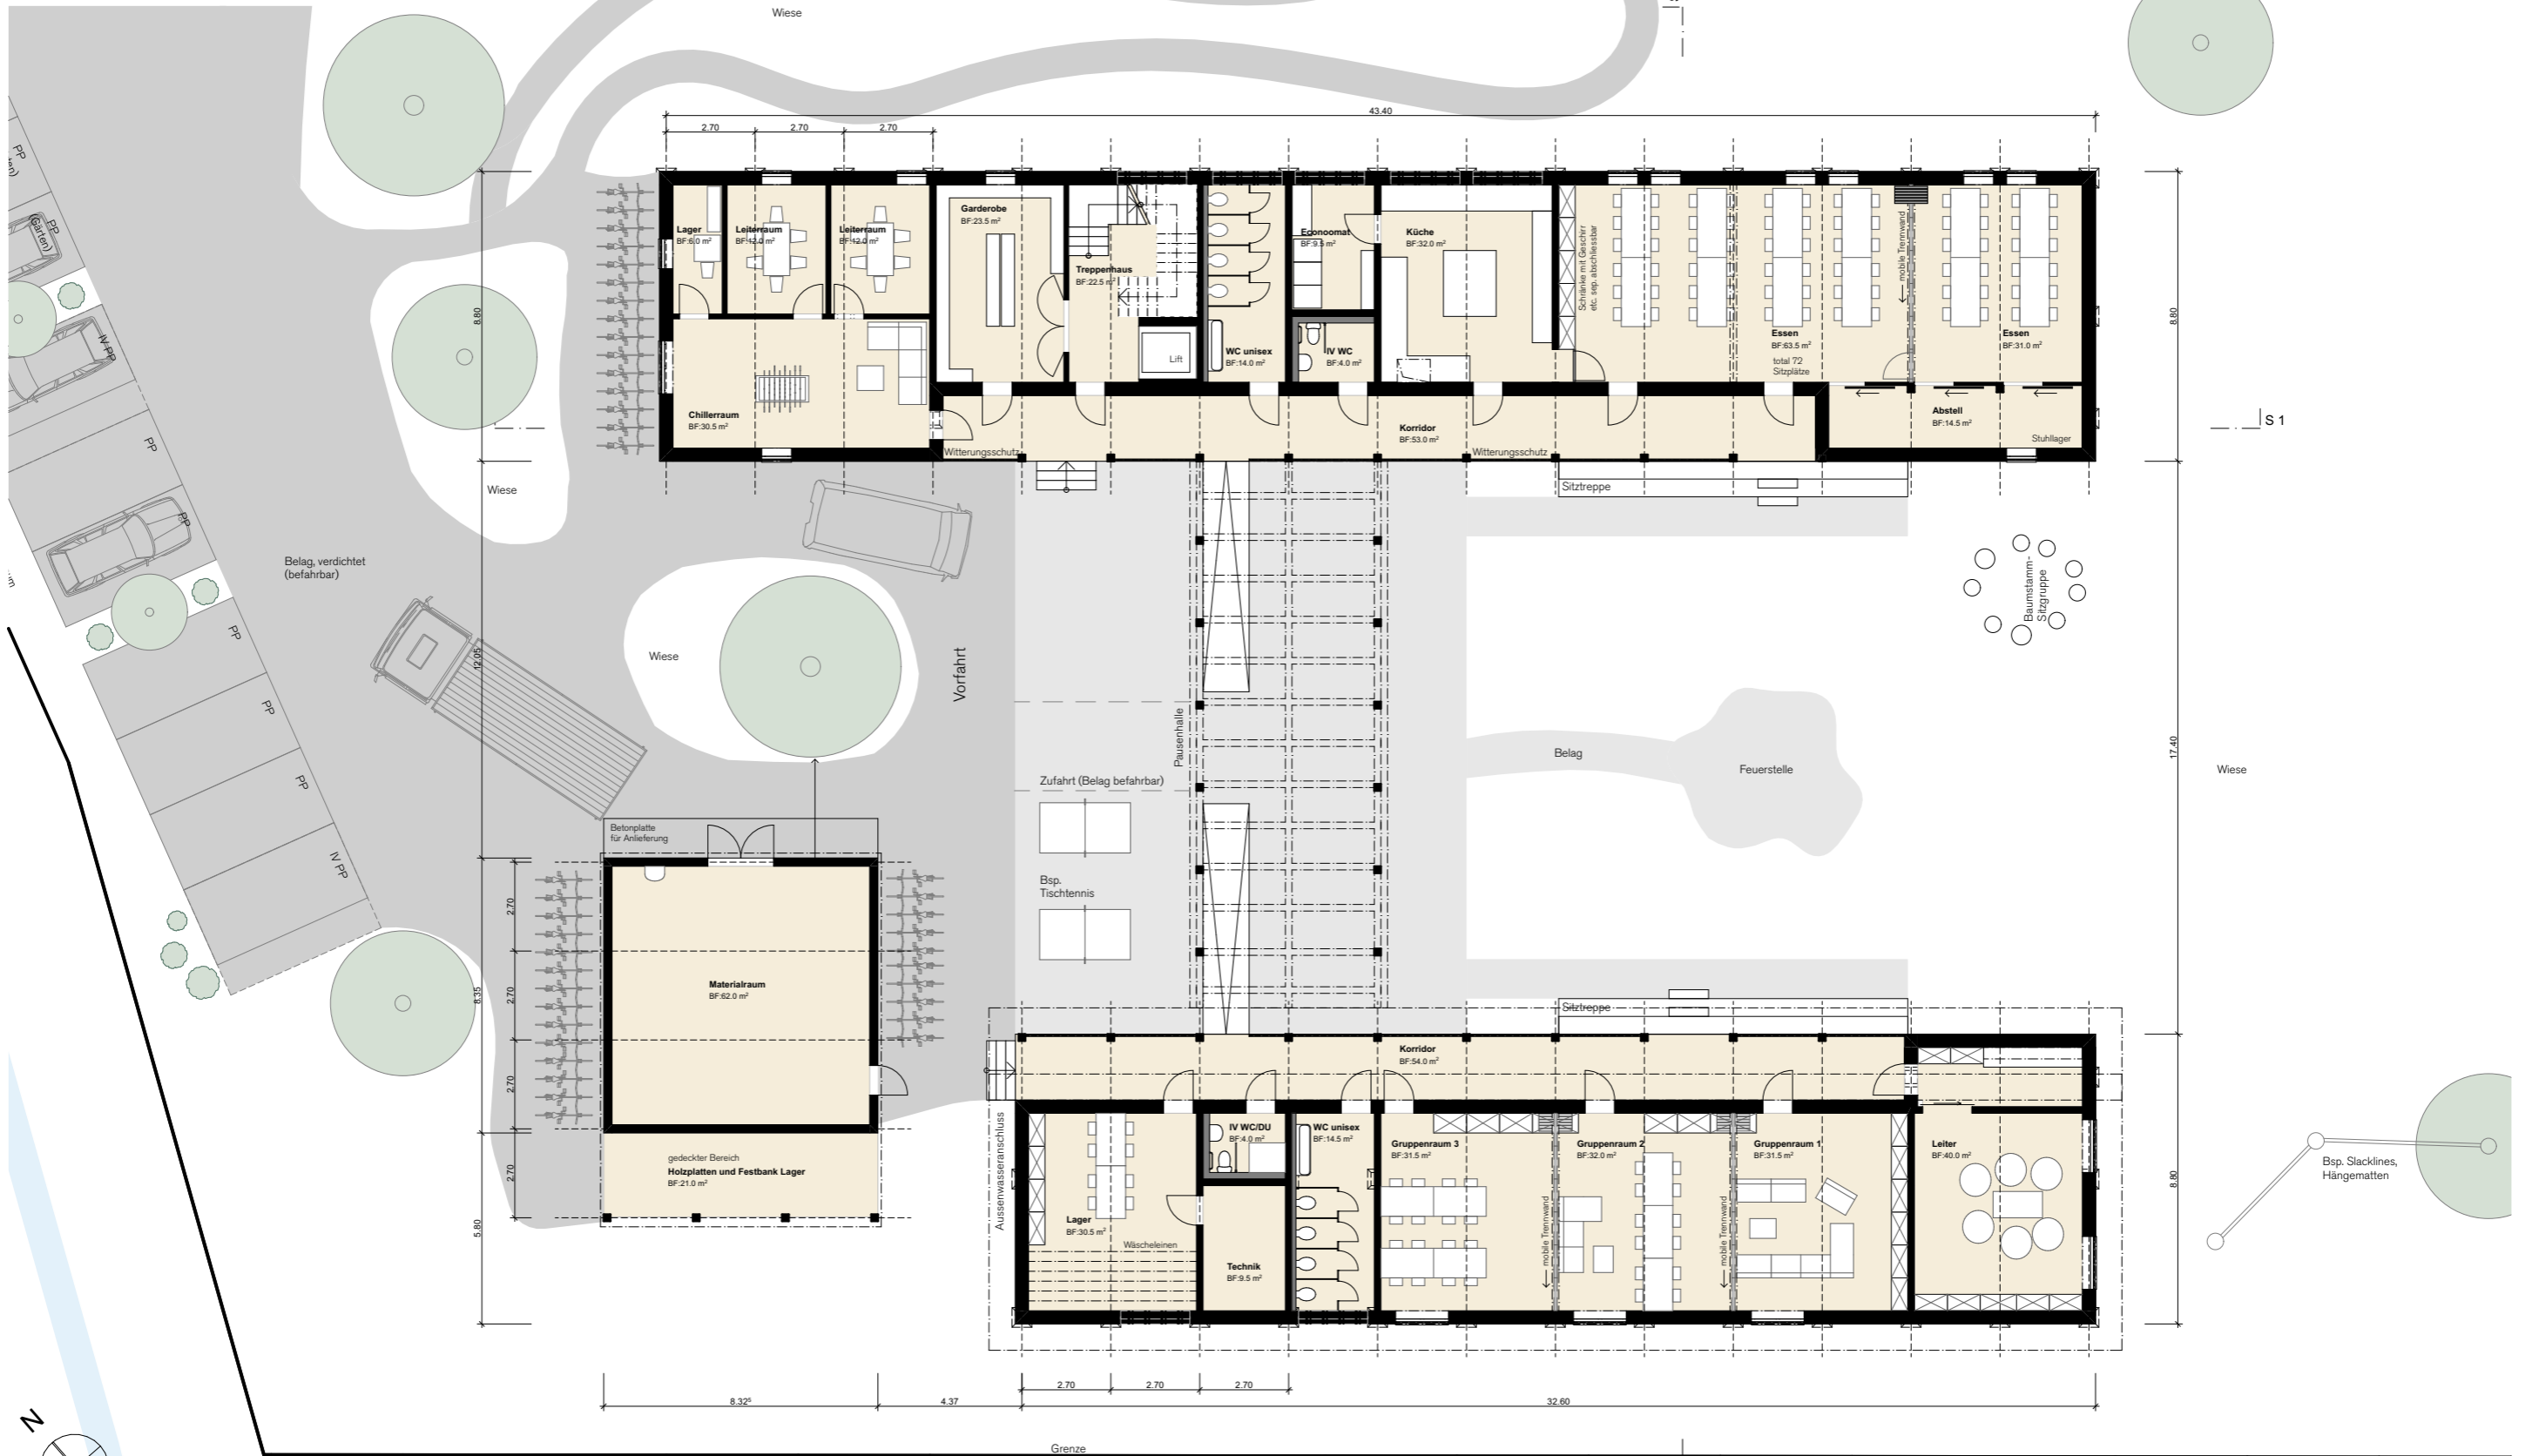 Wiese
43.40
2.70
2.70
2.70
PP
PP
(Gärten)
IV PP
PP
PP
PP
PP
PP
IV PP
8.80
Lager
BF:6.0 m²
Leiterraum
BF:12.0 m²
Leiterraum
BF:12.0 m²
Garderobe
BF:23.5 m²
Treppenhaus
BF:22.5 m²
Lift
WC unisex
BF:14.0 m²
Econoomat
BF:9.5 m²
IV WC
BF:4.0 m²
Küche
BF:32.0 m²
Schränke mit Geschirr
etc. sep. abschliessbar
mobile Trennwand
Essen
BF:63.5 m²
total 72
Sitzplätze
Essen
BF:31.0 m²
8.80
Chillerraum
BF:30.5 m²
Korridor
BF:53.0 m²
Abstell
BF:14.5 m²
Stuhllager
Witterungsschutz
Witterungsschutz
S 1
Wiese
Sitztreppe
Belag, verdichtet
(befahrbar)
Baumstamm-
Sitzgruppe
12.05
Wiese
Vorfahrt
Pausenhalle
Zufahrt (Belag befahrbar)
Belag
Feuerstelle
17.40
Wiese
Betonplatte
für Anlieferung
Bsp.
Tischtennis
2.70
2.70
2.70
2.70
8.35
Materialraum
BF:62.0 m²
Sitztreppe
Korridor
BF:54.0 m²
gedeckter Bereich
Holzplatten und Festbank Lager
BF:21.0 m²
5.80
Aussenwasseranschluss
Lager
BF:30.5 m²
Wäscheleinen
IV WC/DU
BF:4.0 m²
Technik
BF:9.5 m²
WC unisex
BF:14.5 m²
Gruppenraum 3
BF:31.5 m²
mobile Trennwand
Gruppenraum 2
BF:32.0 m²
mobile Trennwand
Gruppenraum 1
BF:31.5 m²
Leiter
BF:40.0 m²
8.80
Bsp. Slacklines,
Hängematten
2.70
2.70
2.70
8.32⁵
4.37
32.60
N
Grenze